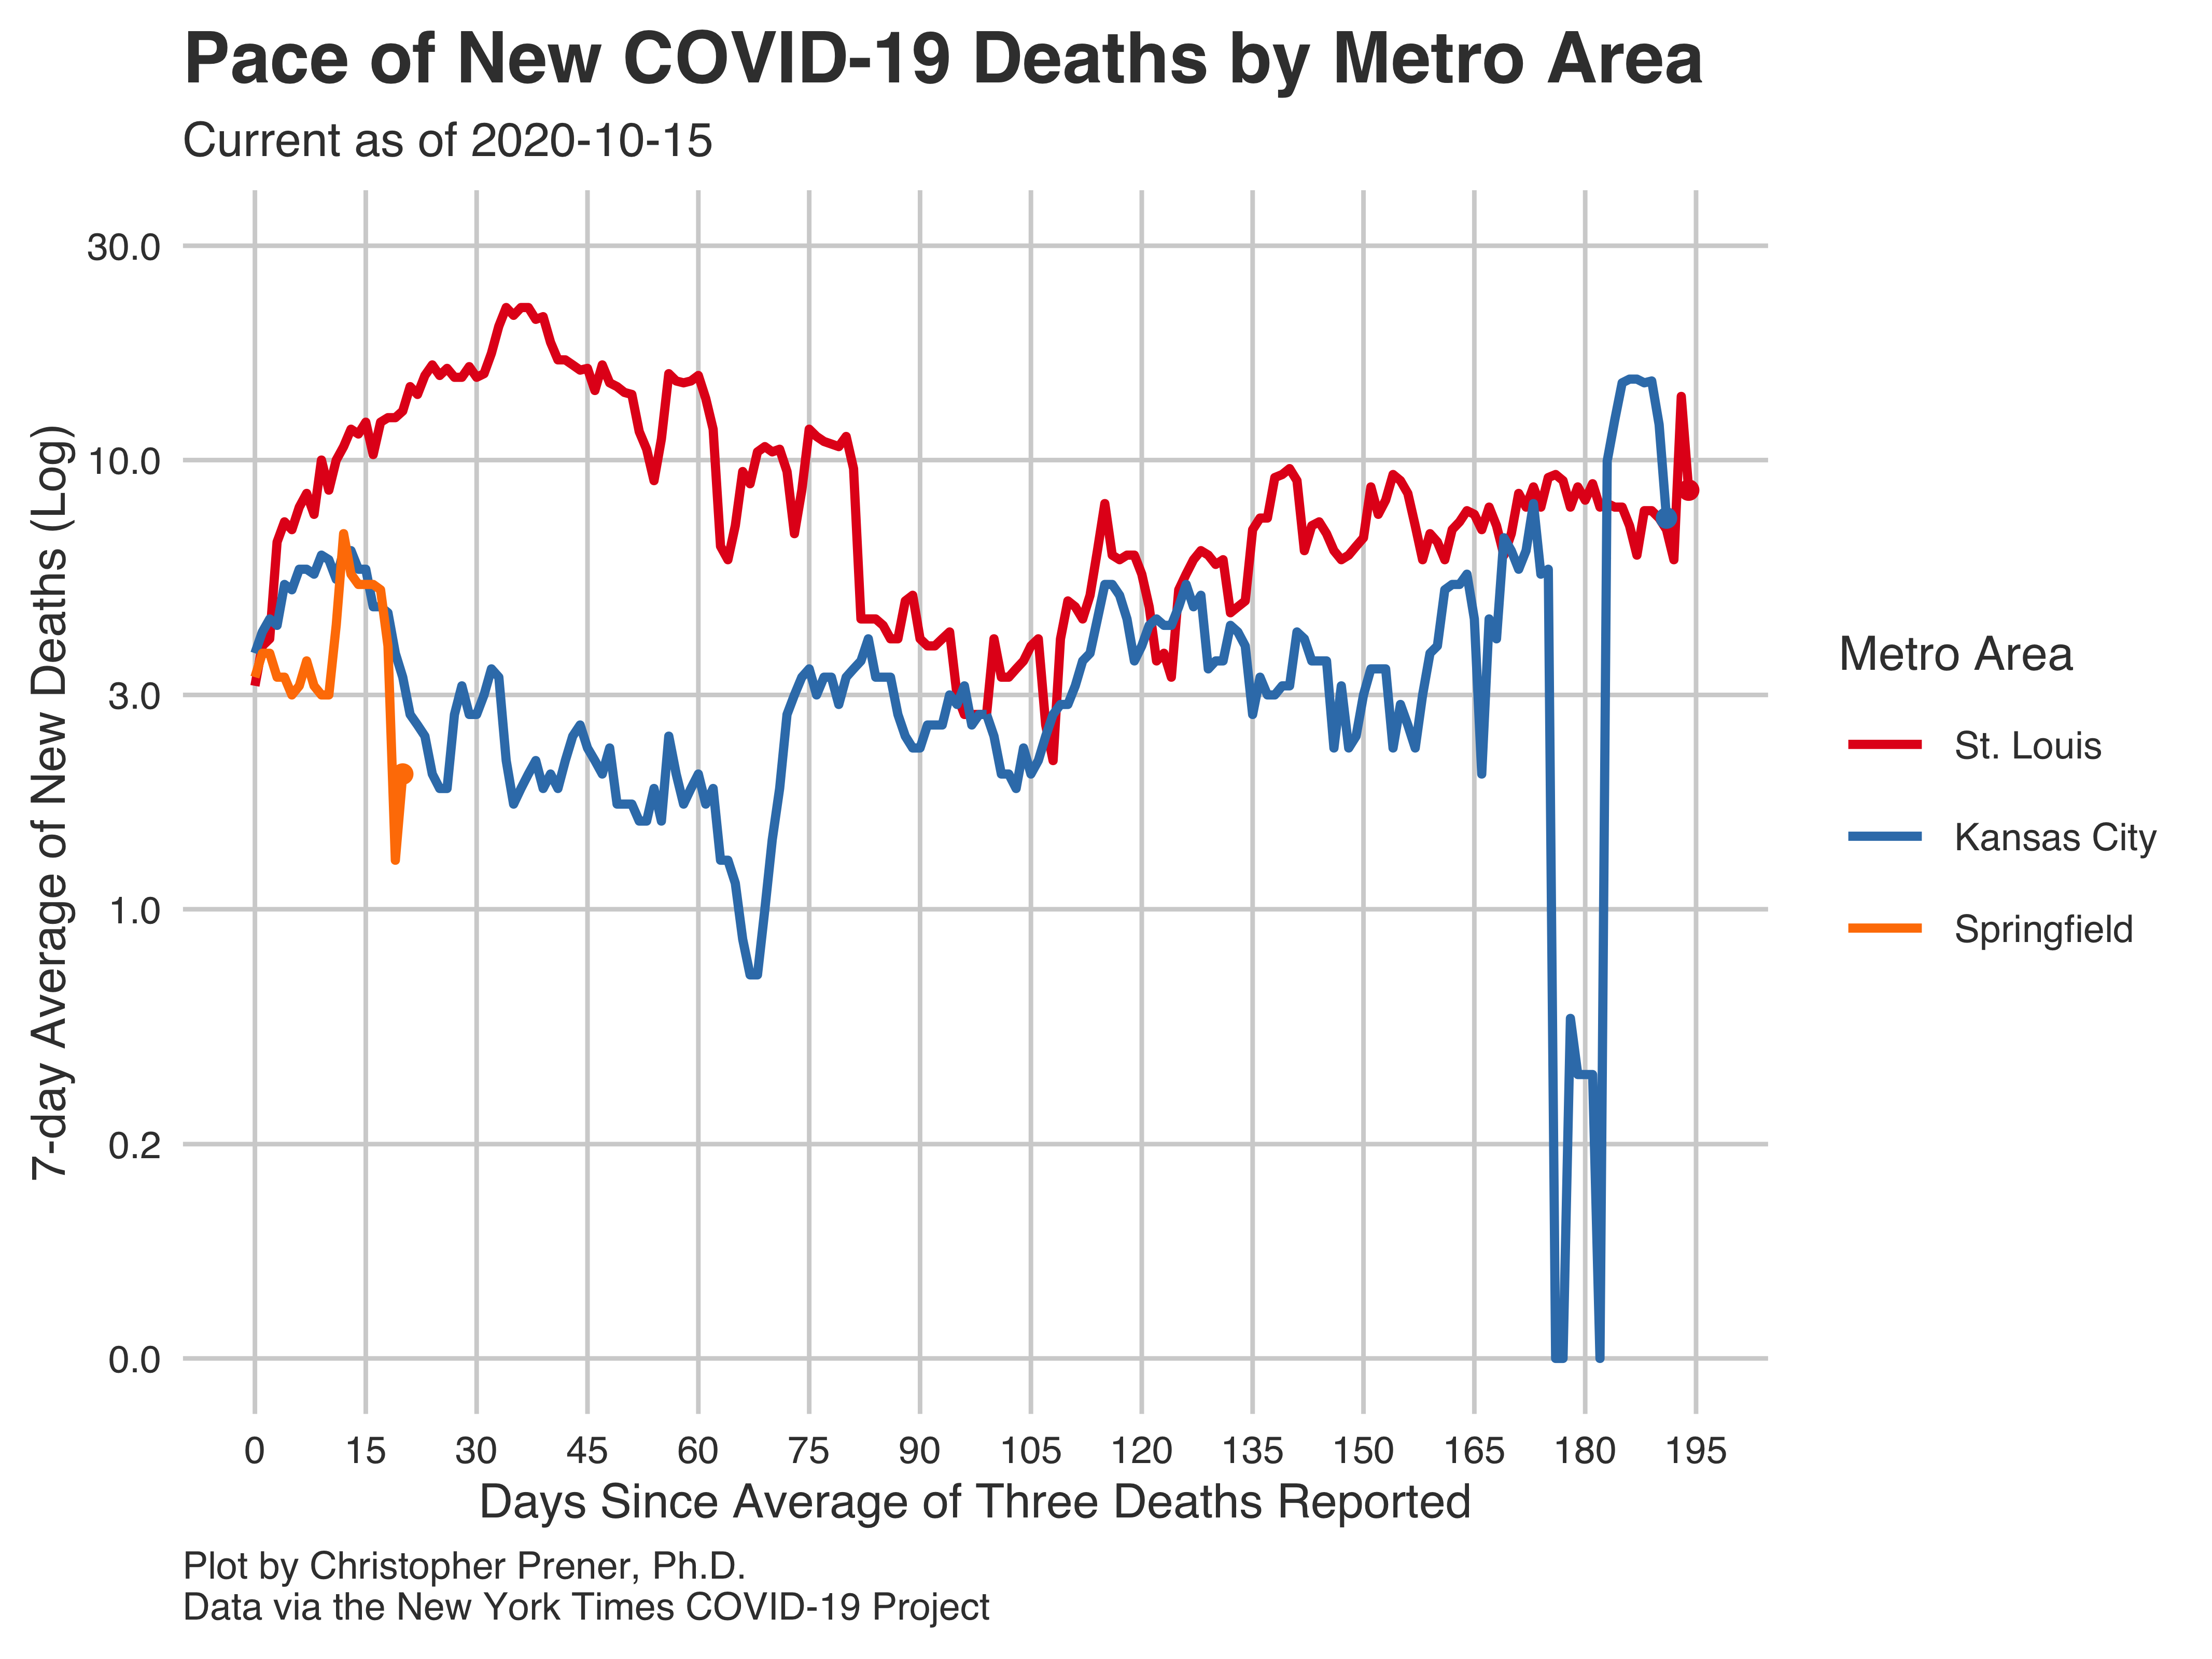 Pace of New COVID-19 Deaths by Metro Area
Current as of 2020-10-15
7-day Average of New Deaths (Log)
30.0
10.0
3.0
1.0
0.2
0.0
0 15 30 45 60 75 90 105 120 135 150 165 180 195
Days Since Average of Three Deaths Reported
Metro Area
St. Louis
Kansas City
Springfield
Plot by Christopher Prener, Ph.D.
Data via the New York Times COVID-19 Project